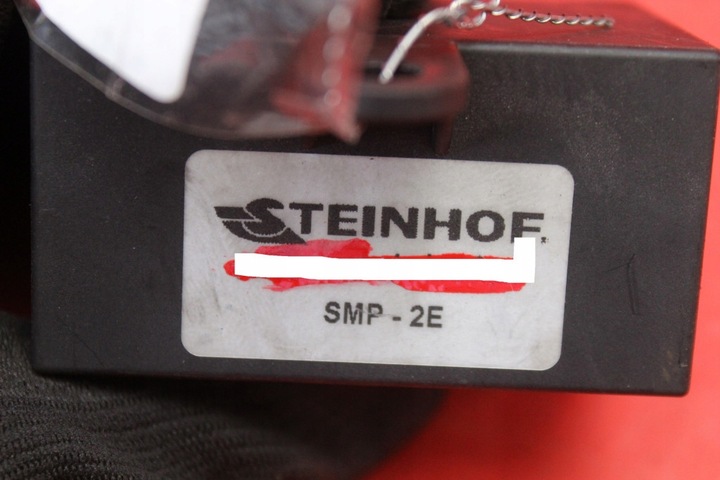 STEINHOF
SMP - 2E